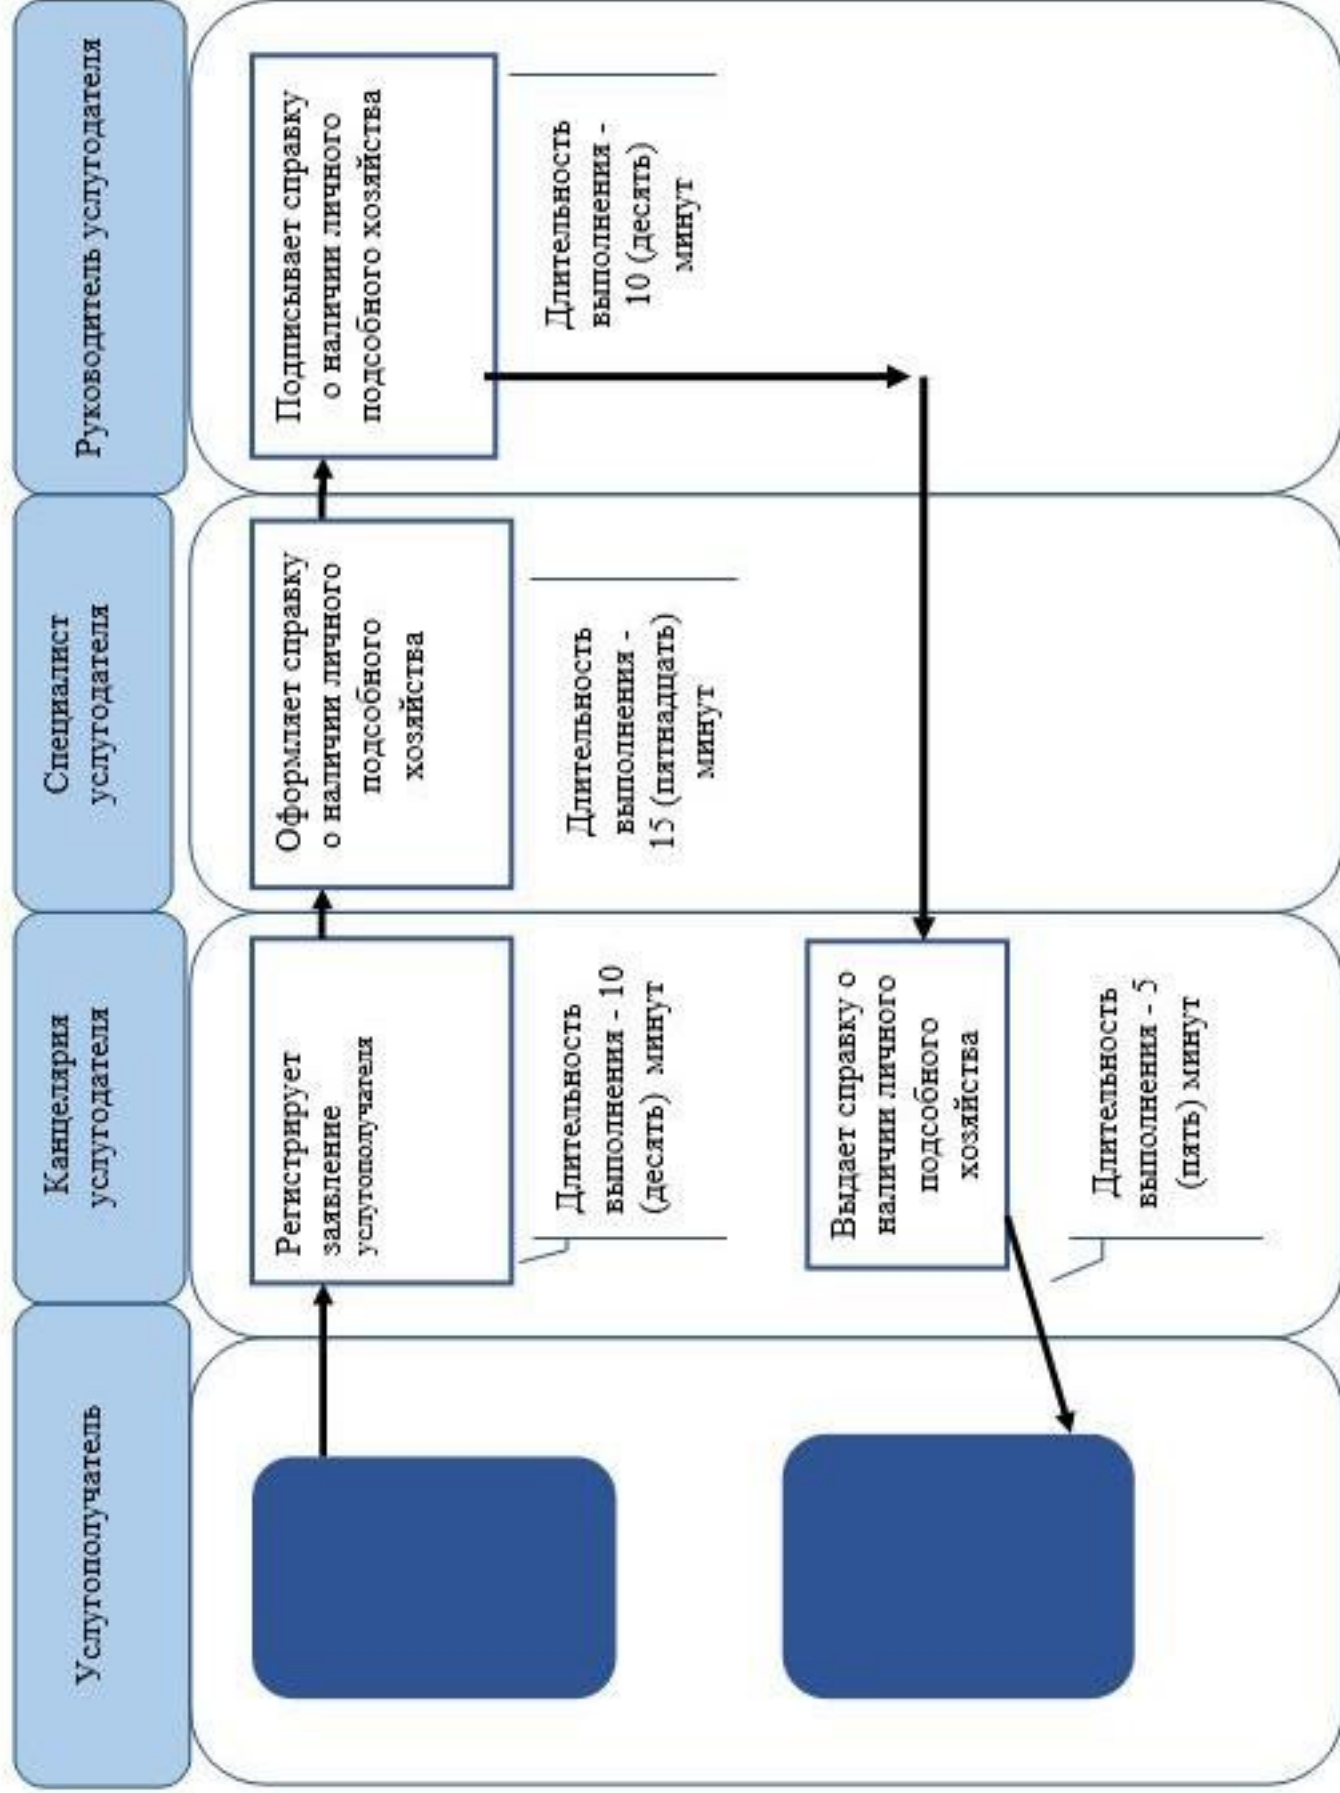 Услугополучатель
Канцелярия
услугодателя
Специалист
услугодателя
Руководитель услугодателя
Регистрирует
заявление
услугополучателя
Оформляет справку
о наличии личного
подсобного
хозяйства
Подписывает справку
о наличии личного
подсобного хозяйства
Длительность
выполнения - 10
(десять) минут
Длительность
выполнения -
15 (пятнадцать)
минут
Длительность
выполнения -
10 (десять)
минут
Выдает справку о
наличии личного
подсобного
хозяйства
Длительность
выполнения - 5
(пять) минут